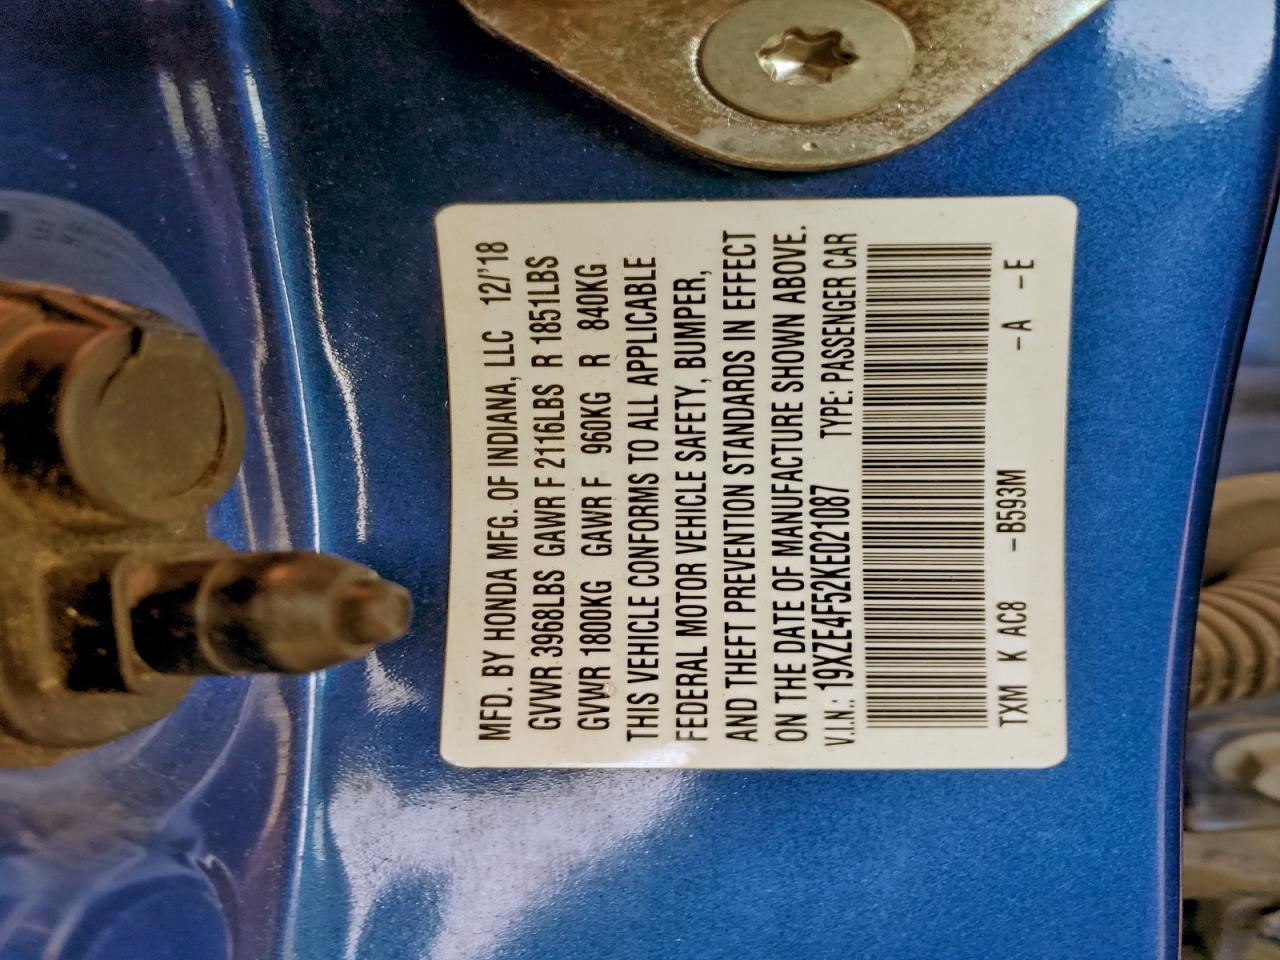 MFD. BY HONDA MFG. OF INDIANA, LLC 12/'18
GVWR 3968LBS GAWR F 2116LBS R 1851LBS
GVWR 1800KG GAWR F 960KG R 840KG
THIS VEHICLE CONFORMS TO ALL APPLICABLE
FEDERAL MOTOR VEHICLE SAFETY, BUMPER,
AND THEFT PREVENTION STANDARDS IN EFFECT
ON THE DATE OF MANUFACTURE SHOWN ABOVE.
V.I.N.: 19XZE4F52KE021087 TYPE: PASSENGER CAR
TXM K AC8 -B593M -A -E